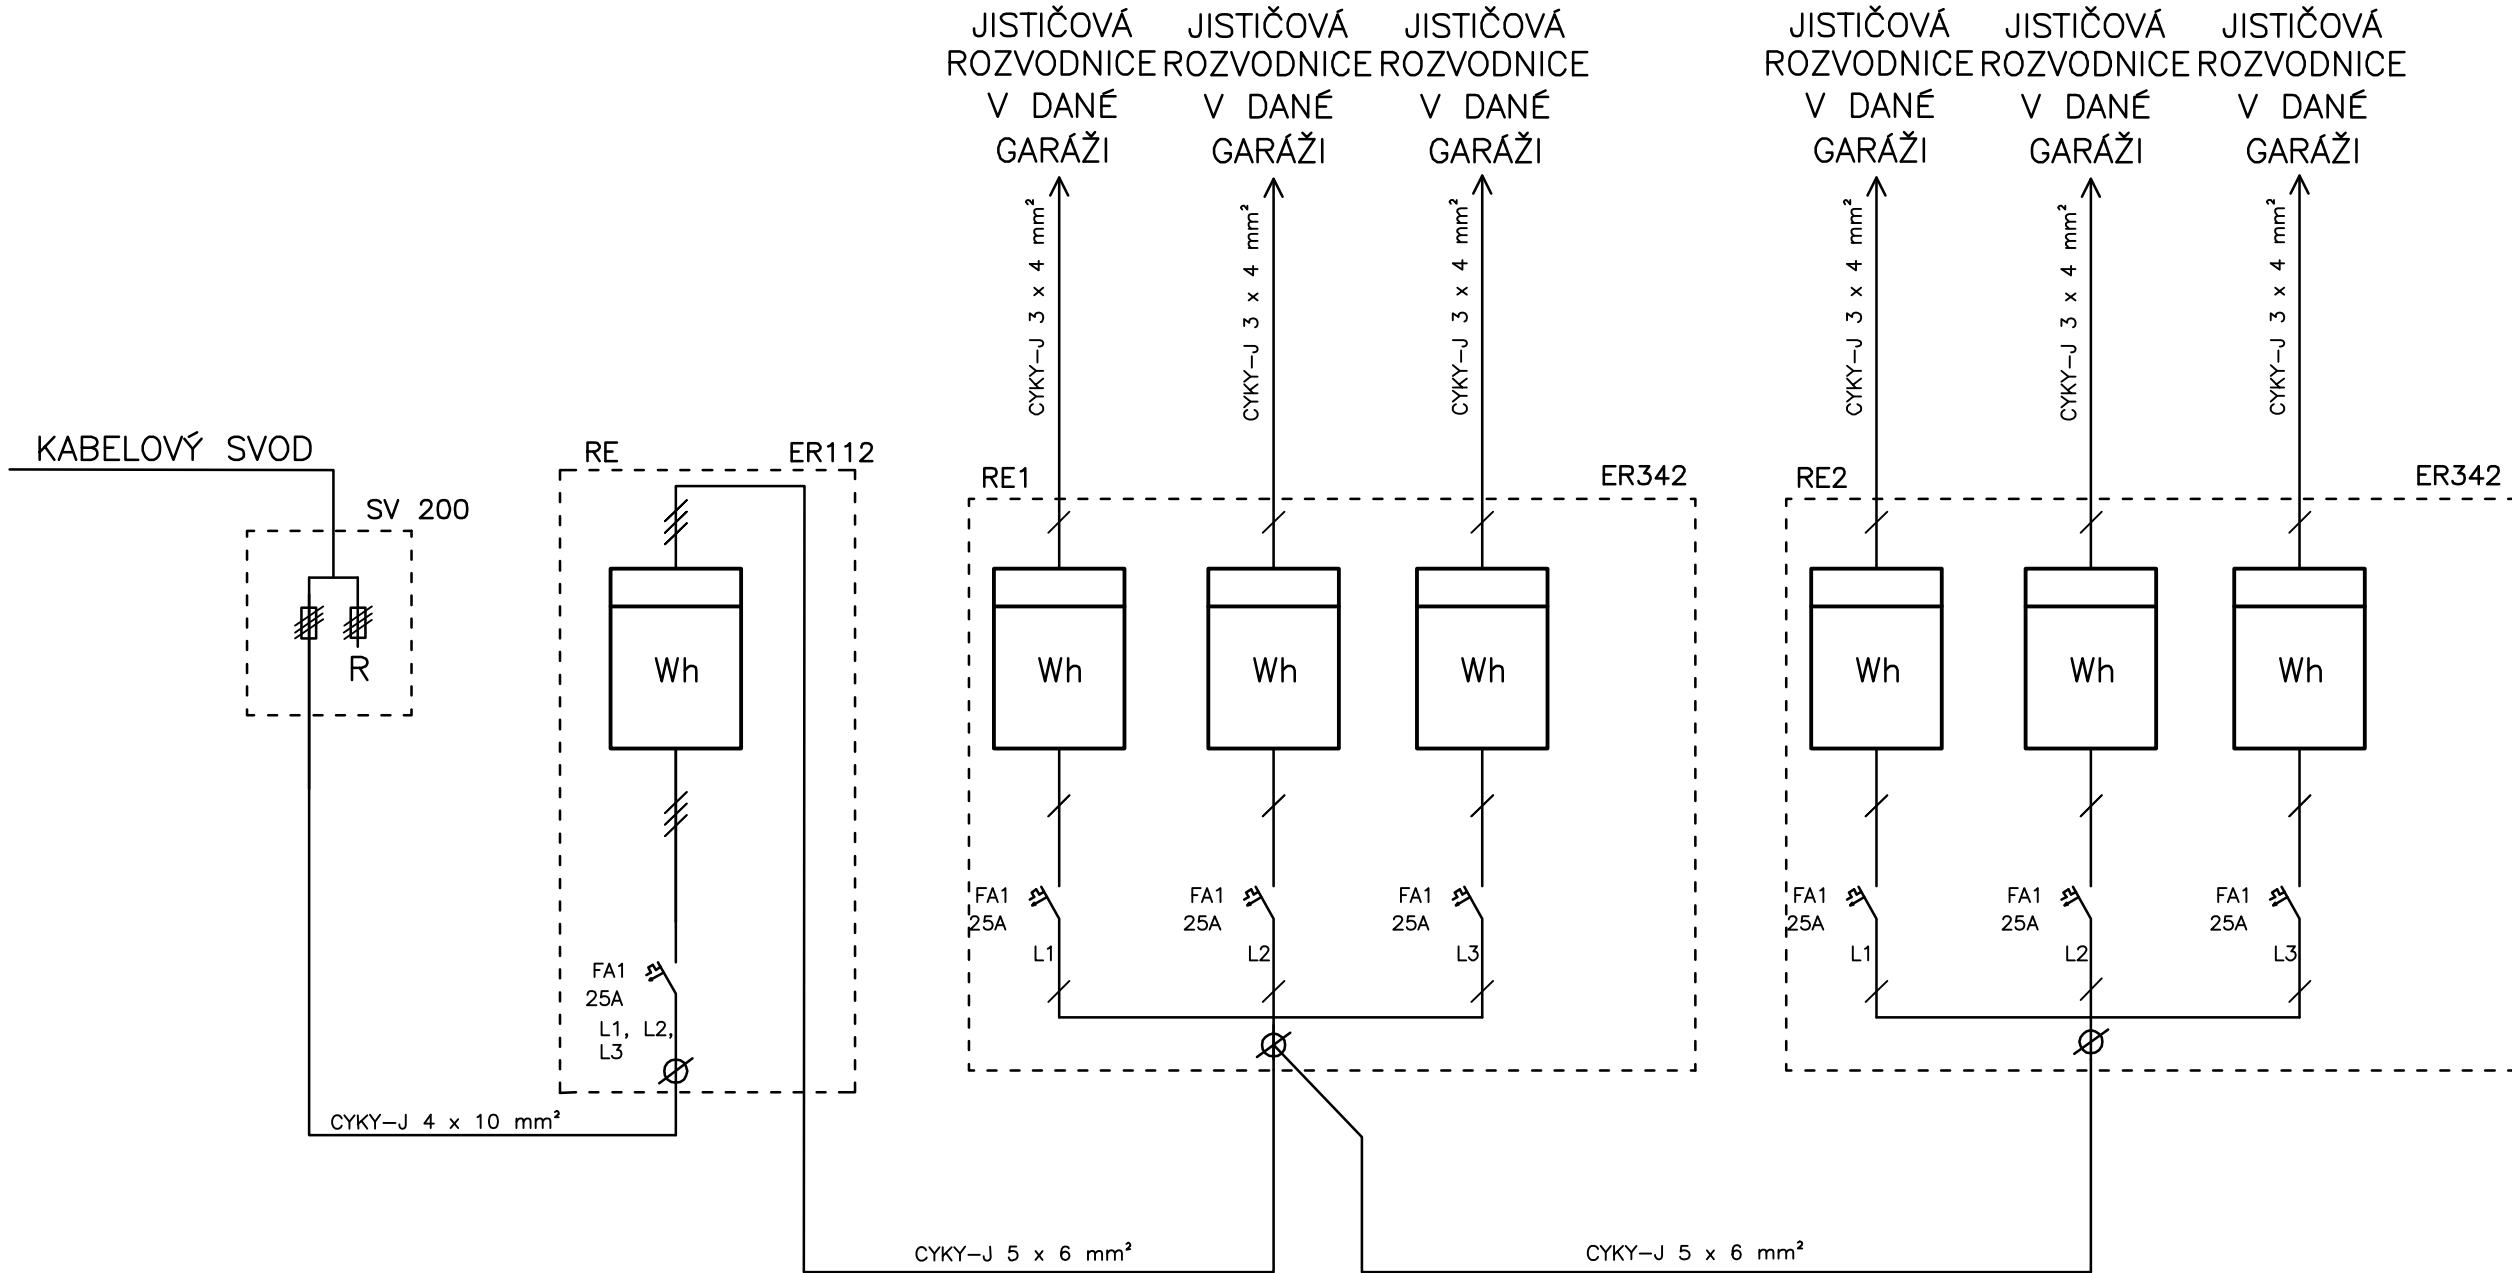 JISTIČOVÁ
ROZVODNICE
V DANÉ
GARÁŽI
JISTIČOVÁ
ROZVODNICE
V DANÉ
GARÁŽI
JISTIČOVÁ
ROZVODNICE
V DANÉ
GARÁŽI
JISTIČOVÁ
ROZVODNICE
V DANÉ
GARÁŽI
JISTIČOVÁ
ROZVODNICE
V DANÉ
GARÁŽI
JISTIČOVÁ
ROZVODNICE
V DANÉ
GARÁŽI
CYKY-J 3 x 4 mm²
CYKY-J 3 x 4 mm²
CYKY-J 3 x 4 mm²
CYKY-J 3 x 4 mm²
CYKY-J 3 x 4 mm²
CYKY-J 3 x 4 mm²
KABELOVÝ SVOD
SV 200
R
RE
ER112
Wh
FA1
25A
L1, L2,
L3
CYKY-J 4 x 10 mm²
RE1
ER342
Wh
Wh
Wh
FA1
25A
L1
FA1
25A
L2
FA1
25A
L3
CYKY-J 5 x 6 mm²
RE2
ER342
Wh
Wh
Wh
FA1
25A
L1
FA1
25A
L2
FA1
25A
L3
CYKY-J 5 x 6 mm²